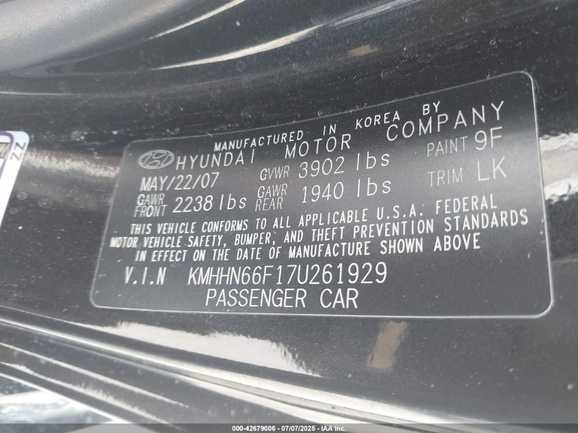 MANUFACTURED IN KOREA BY
HYUNDAI MOTOR COMPANY
MAY/22/07 GVWR 3902 lbs PAINT 9F
GAWR FRONT 2238 lbs GAWR REAR 1940 lbs TRIM LK
THIS VEHICLE CONFORMS TO ALL APPLICABLE U.S.A. FEDERAL
MOTOR VEHICLE SAFETY, BUMPER, AND THEFT PREVENTION STANDARDS
IN EFFECT ON THE DATE OF MANUFACTURE SHOWN ABOVE
V.I.N KMHHN66F17U261929
PASSENGER CAR
000-42679006 - 07/07/2025 - IAA Inc.